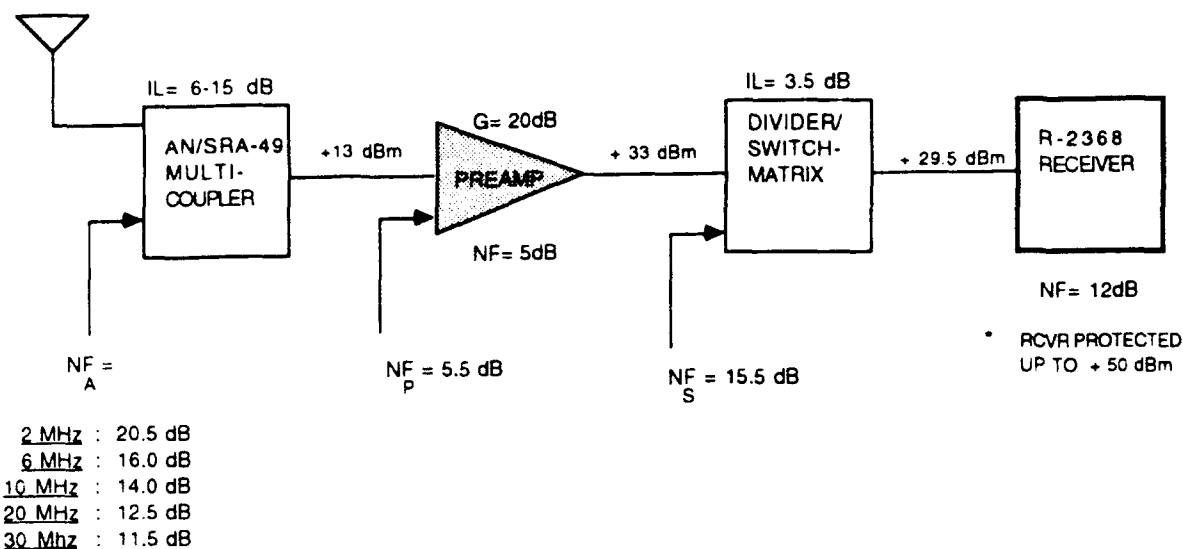 IL= 6-15 dB
AN/SRA-49
MULTI-
COUPLER
+13 dBm
G= 20dB
PREAMP
NF= 5dB
+ 33 dBm
IL= 3.5 dB
DIVIDER/
SWITCH-
MATRIX
+ 29.5 dBm
R-2368
RECEIVER
NF= 12dB
* RCVR PROTECTED
UP TO + 50 dBm
NF =
A
NF = 5.5 dB
P
NF = 15.5 dB
S
2 MHz : 20.5 dB
6 MHz : 16.0 dB
10 MHz : 14.0 dB
20 MHz : 12.5 dB
30 Mhz : 11.5 dB